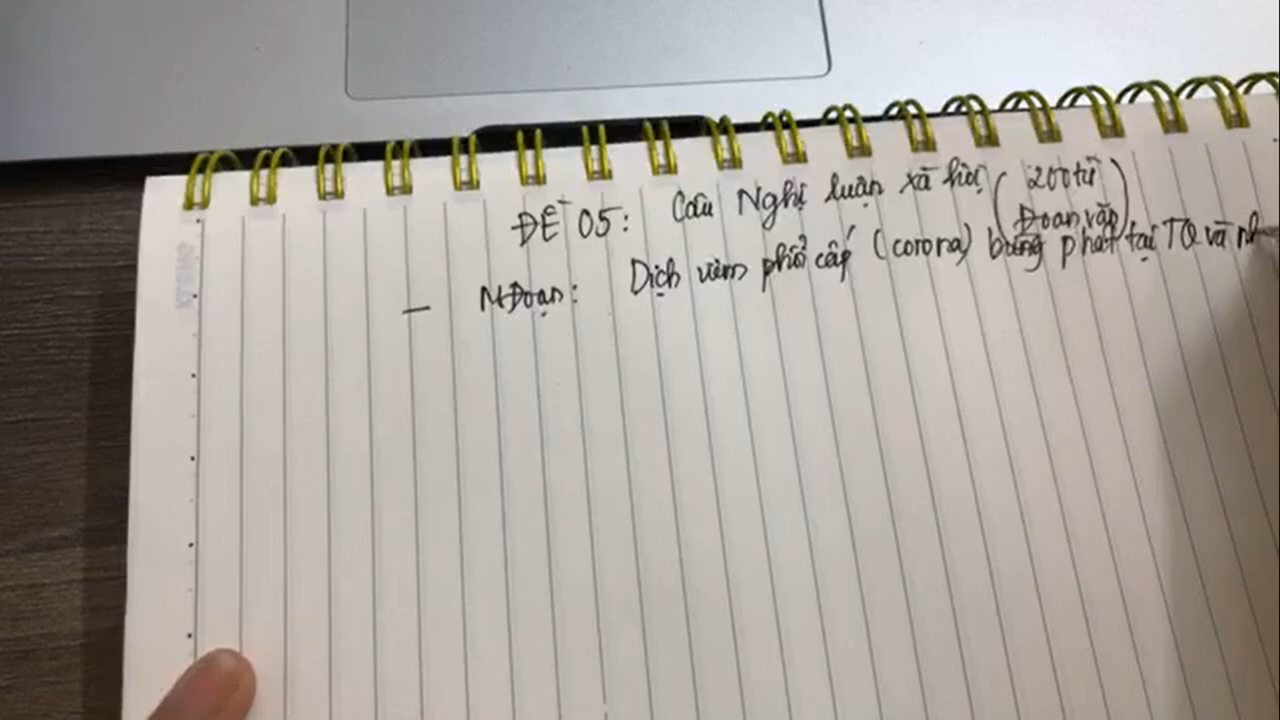 ĐỀ 05: Câu Nghị luận xã hội (200 từ
Đoạn văn)
– MĐoạn: Dịch viêm phổi cấp (corona) bùng phát tại TQ và